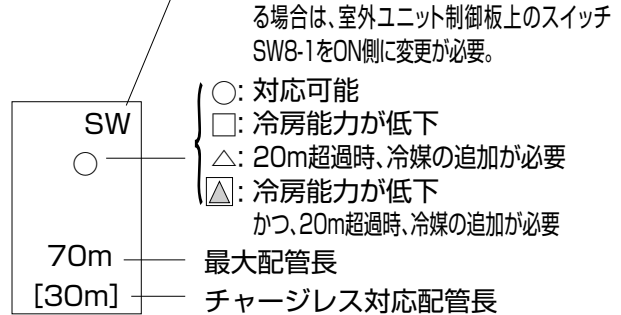 る場合は、室外ユニット制御板上のスイッチ
SW8-1をON側に変更が必要。
SW
○
○: 対応可能
□: 冷房能力が低下
△: 20m超過時、冷媒の追加が必要
▲: 冷房能力が低下
かつ、20m超過時、冷媒の追加が必要
70m 最大配管長
[30m] チャージレス対応配管長